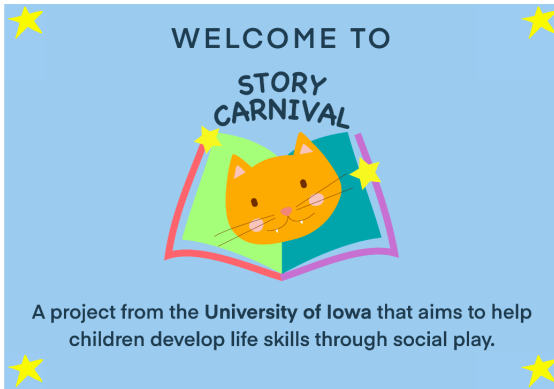 WELCOME TO
STORY
CARNIVAL
A project from the University of Iowa that aims to help
children develop life skills through social play.